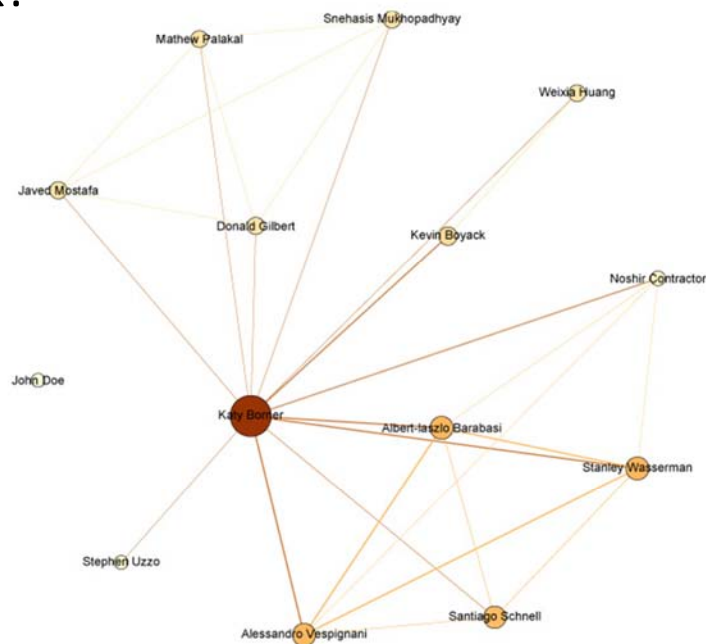 Snehasis Mukhopadhyay
Mathew Palakal
Weixia Huang
Javed Mostafa
Donald Gilbert
Kevin Boyack
Noshir Contractor
John Doe
Katy Borner
Albert-laszlo Barabasi
Stanley Wasserman
Stephen Uzzo
Santiago Schnell
Alessandro Vespignani